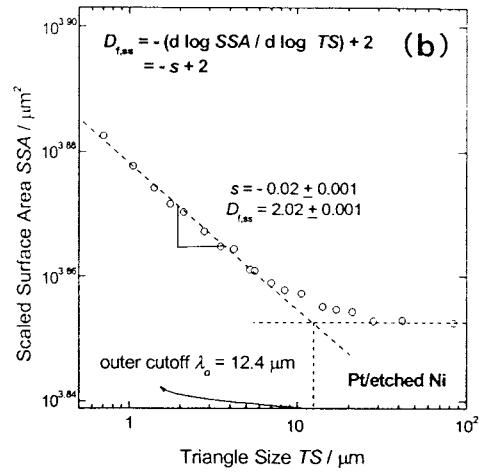 (b)
D_{f,ss} = - (d log SSA / d log TS) + 2
= - s + 2
10^{3.90}
10^{3.88}
10^{3.86}
10^{3.84}
Scaled Surface Area SSA / μm²
s = - 0.02 ± 0.001
D_{f,ss} = 2.02 ± 0.001
outer cutoff λ_o = 12.4 μm
Pt/etched Ni
1
10
10²
Triangle Size TS / μm